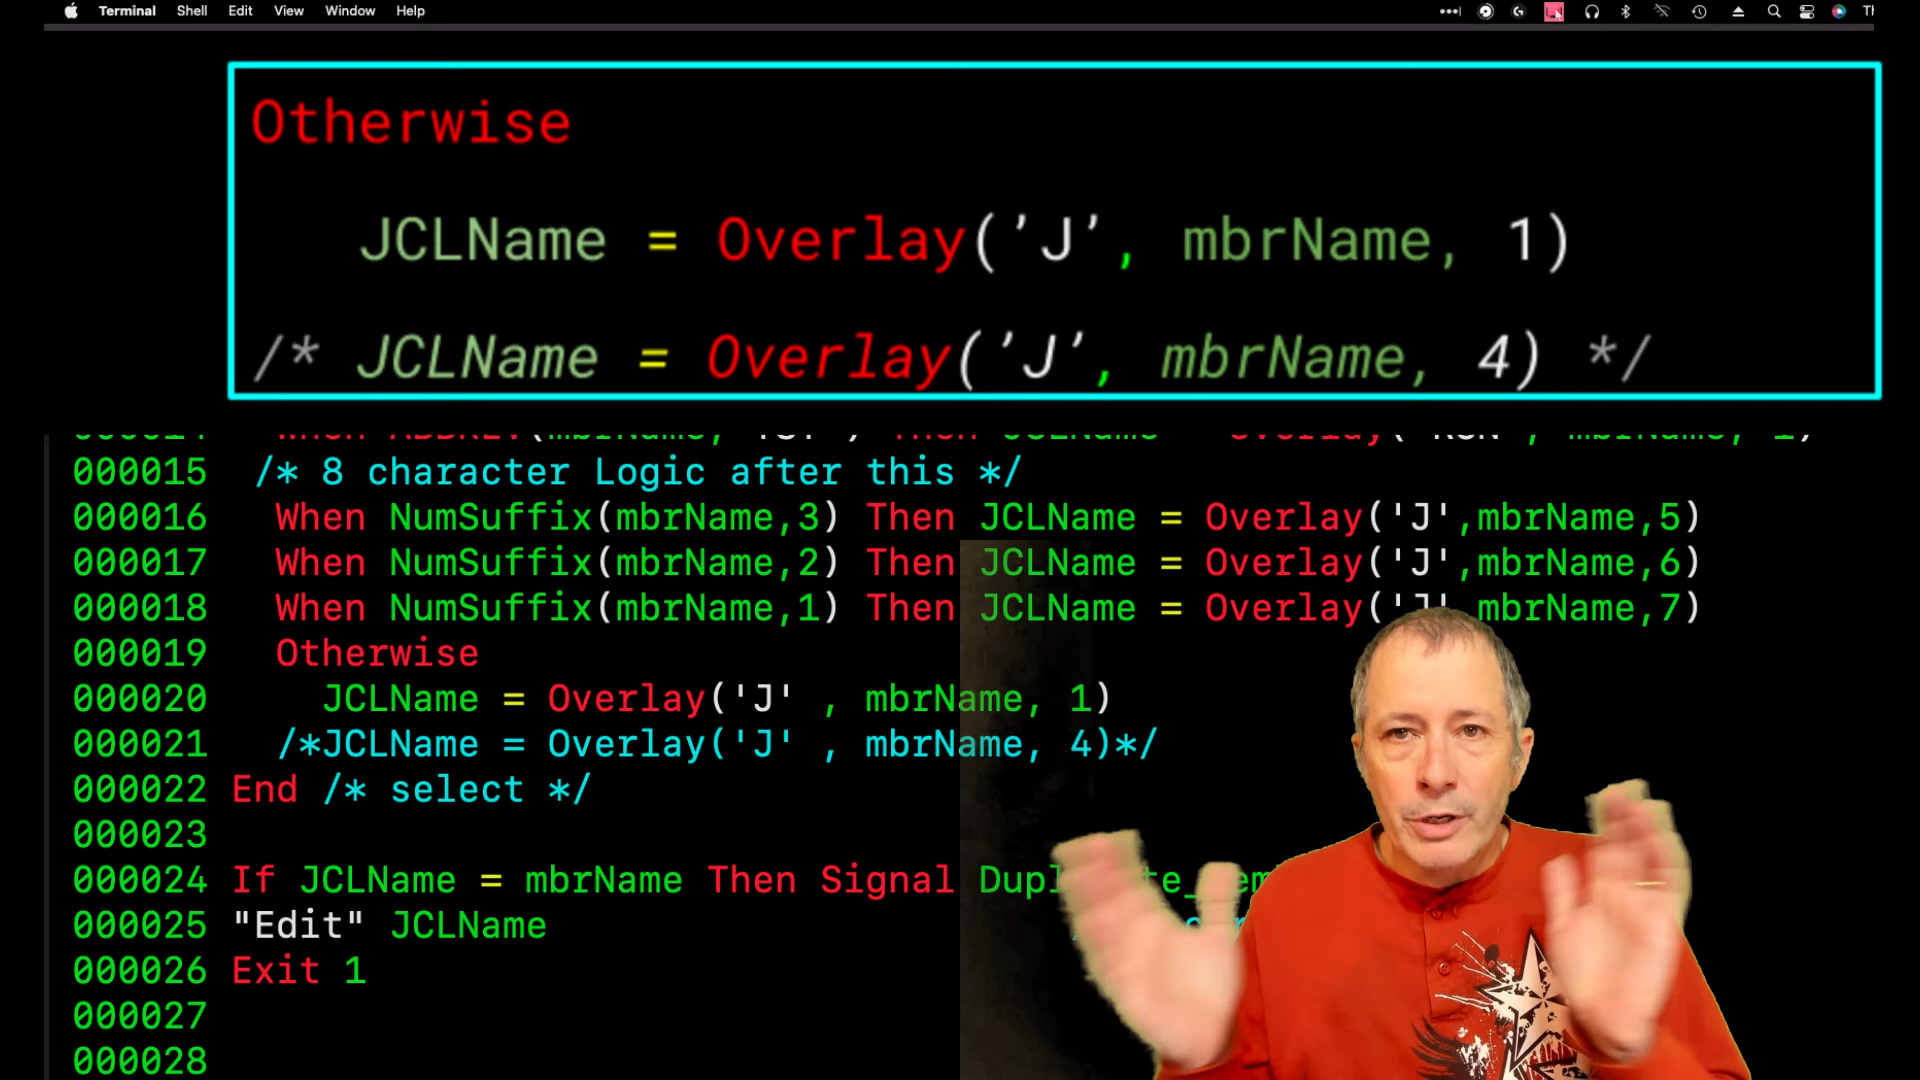 Terminal Shell Edit View Window Help
Otherwise
JCLName = Overlay('J', mbrName, 1)
/* JCLName = Overlay('J', mbrName, 4) */
000015 /* 8 character Logic after this */
000016 When NumSuffix(mbrName,3) Then JCLName = Overlay('J',mbrName,5)
000017 When NumSuffix(mbrName,2) Then JCLName = Overlay('J',mbrName,6)
000018 When NumSuffix(mbrName,1) Then JCLName = Overlay('J' mbrName,7)
000019 Otherwise
000020 JCLName = Overlay('J' , mbrName, 1)
000021 /*JCLName = Overlay('J' , mbrName, 4)*/
000022 End /* select */
000023
000024 If JCLName = mbrName Then Signal
000025 "Edit" JCLName
000026 Exit 1
000027
000028